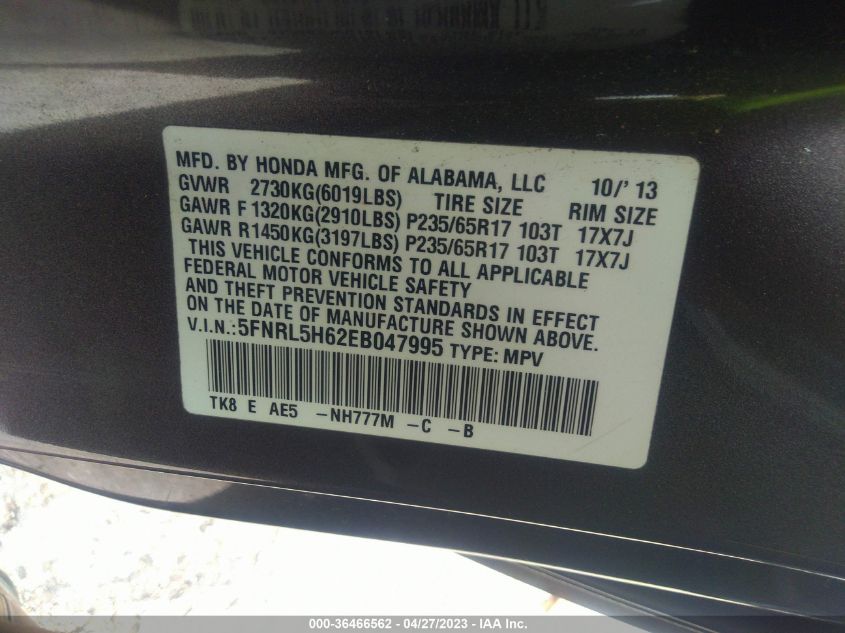 MFD. BY HONDA MFG. OF ALABAMA, LLC 10/'13
GVWR 2730KG(6019LBS) TIRE SIZE RIM SIZE
GAWR F1320KG(2910LBS) P235/65R17 103T 17X7J
GAWR R1450KG(3197LBS) P235/65R17 103T 17X7J
THIS VEHICLE CONFORMS TO ALL APPLICABLE
FEDERAL MOTOR VEHICLE SAFETY
AND THEFT PREVENTION STANDARDS IN EFFECT
ON THE DATE OF MANUFACTURE SHOWN ABOVE.
V.I.N.:5FNRL5H62EB047995 TYPE: MPV
TK8 E AE5 -NH777M -C -B
000-36466562 - 04/27/2023 - IAA Inc.